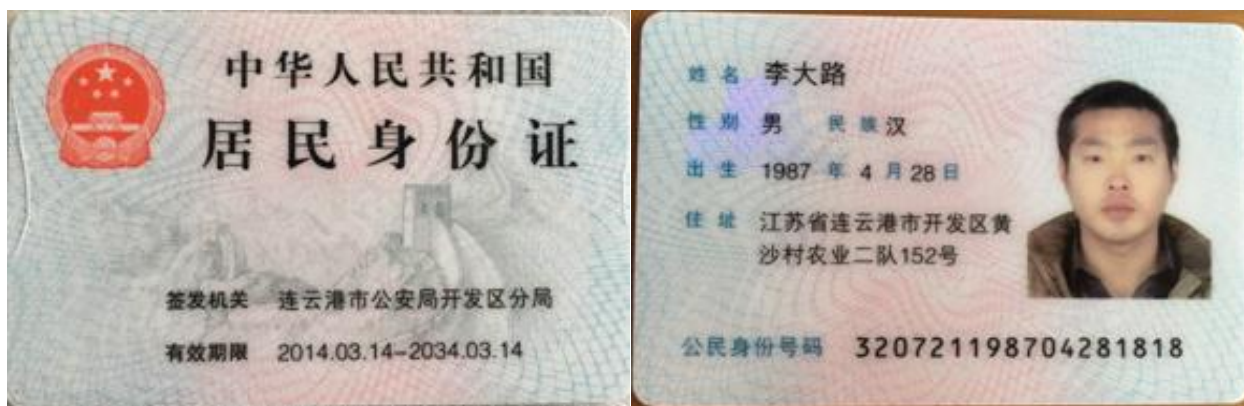 中华人民共和国
居民身份证
签发机关 连云港市公安局开发区分局
有效期限 2014.03.14-2034.03.14
姓名 李大路
性别 男 民族 汉
出生 1987 年 4 月 28 日
住址 江苏省连云港市开发区黄
沙村农业二队152号
公民身份号码 320721198704281818